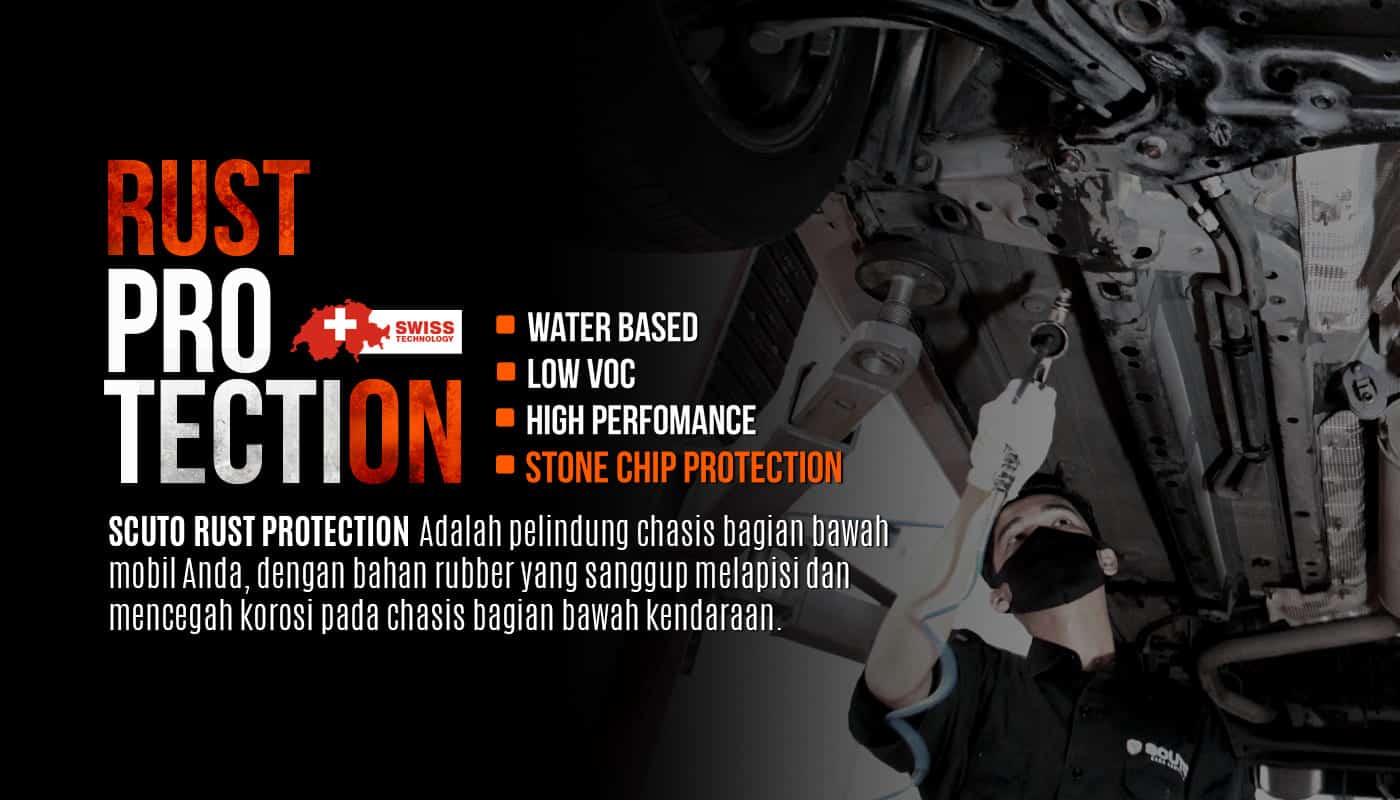 RUST
PRO
TECTION
SWISS
TECHNOLOGY
WATER BASED
LOW VOC
HIGH PERFOMANCE
STONE CHIP PROTECTION
SCUTO RUST PROTECTION Adalah pelindung chasis bagian bawah
mobil Anda, dengan bahan rubber yang sanggup melapisi dan
mencegah korosi pada chasis bagian bawah kendaraan.